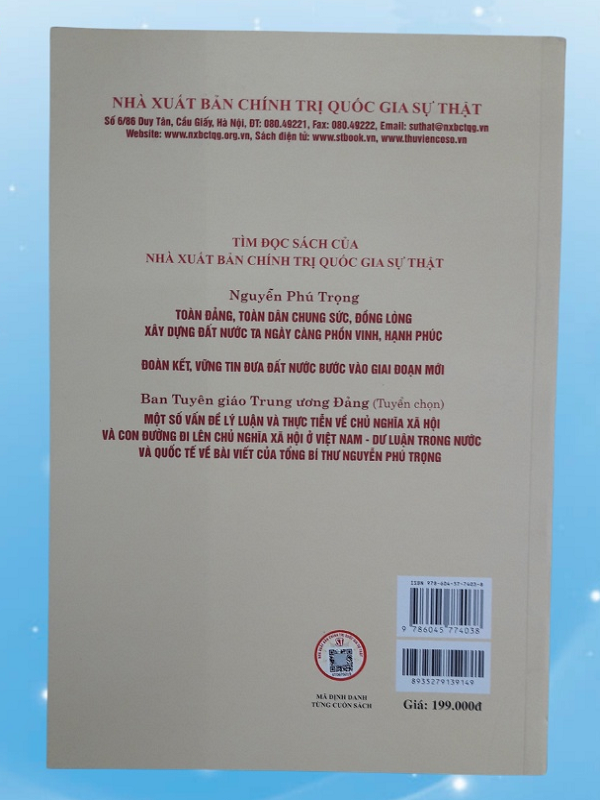 NHÀ XUẤT BẢN CHÍNH TRỊ QUỐC GIA SỰ THẬT
Số 6/86 Duy Tân, Cầu Giấy, Hà Nội, ĐT: 080.49221, Fax: 080.49222, Email: suthat@nxbctqg.vn
Website: www.nxbctqg.org.vn, Sách điện tử: www.stbook.vn, www.thuviencoso.vn
TÌM ĐỌC SÁCH CỦA
NHÀ XUẤT BẢN CHÍNH TRỊ QUỐC GIA SỰ THẬT
Nguyễn Phú Trọng
TOÀN ĐẢNG, TOÀN DÂN CHUNG SỨC, ĐỒNG LÒNG
XÂY DỰNG ĐẤT NƯỚC TA NGÀY CÀNG PHỒN VINH, HẠNH PHÚC
ĐOÀN KẾT, VỮNG TIN ĐƯA ĐẤT NƯỚC BƯỚC VÀO GIAI ĐOẠN MỚI
Ban Tuyên giáo Trung ương Đảng (Tuyển chọn)
MỘT SỐ VẤN ĐỀ LÝ LUẬN VÀ THỰC TIỄN VỀ CHỦ NGHĨA XÃ HỘI
VÀ CON ĐƯỜNG ĐI LÊN CHỦ NGHĨA XÃ HỘI Ở VIỆT NAM - DƯ LUẬN TRONG NƯỚC
VÀ QUỐC TẾ VỀ BÀI VIẾT CỦA TỔNG BÍ THƯ NGUYỄN PHÚ TRỌNG
ISBN 978-604-57-7403-8
9 786045 774038
8935279139149
MÃ ĐỊNH DANH
TỪNG CUỐN SÁCH
Giá: 199.000đ